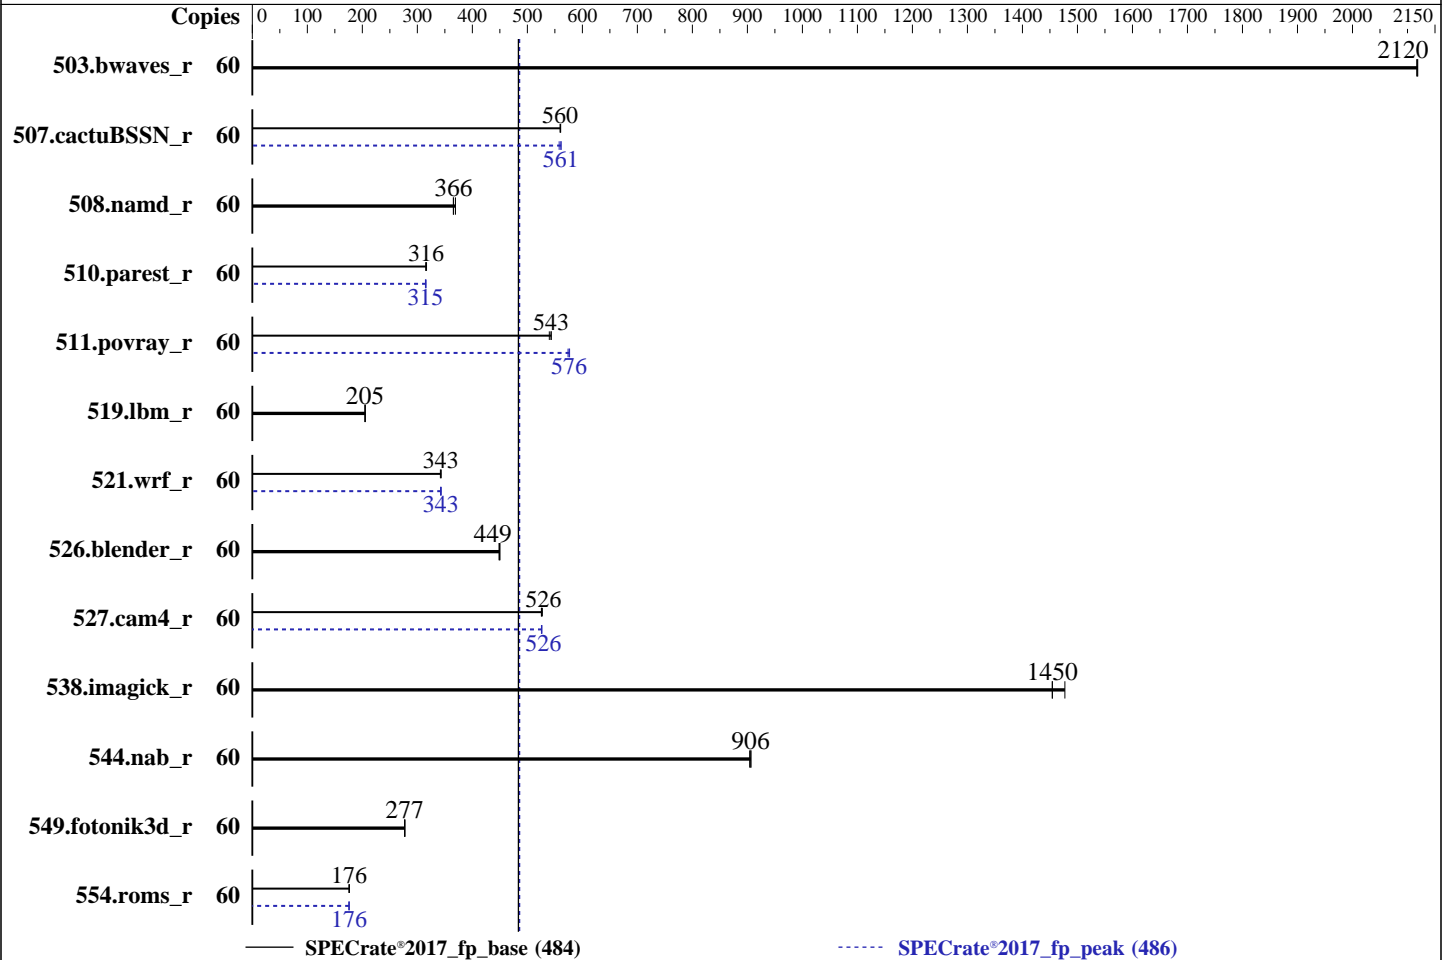 Copies 0 100 200 300 400 500 600 700 800 900 1000 1100 1200 1300 1400 1500 1600 1700 1800 1900 2000 2150
503.bwaves_r 60 2120
507.cactuBSSN_r 60 560
561
508.namd_r 60 366
510.parest_r 60 316
315
511.povray_r 60 543
576
519.lbm_r 60 205
521.wrf_r 60 343
343
526.blender_r 60 449
527.cam4_r 60 526
526
538.imagick_r 60 1450
544.nab_r 60 906
549.fotonik3d_r 60 277
554.roms_r 60 176
176
SPECrate®2017_fp_base (484) SPECrate®2017_fp_peak (486)